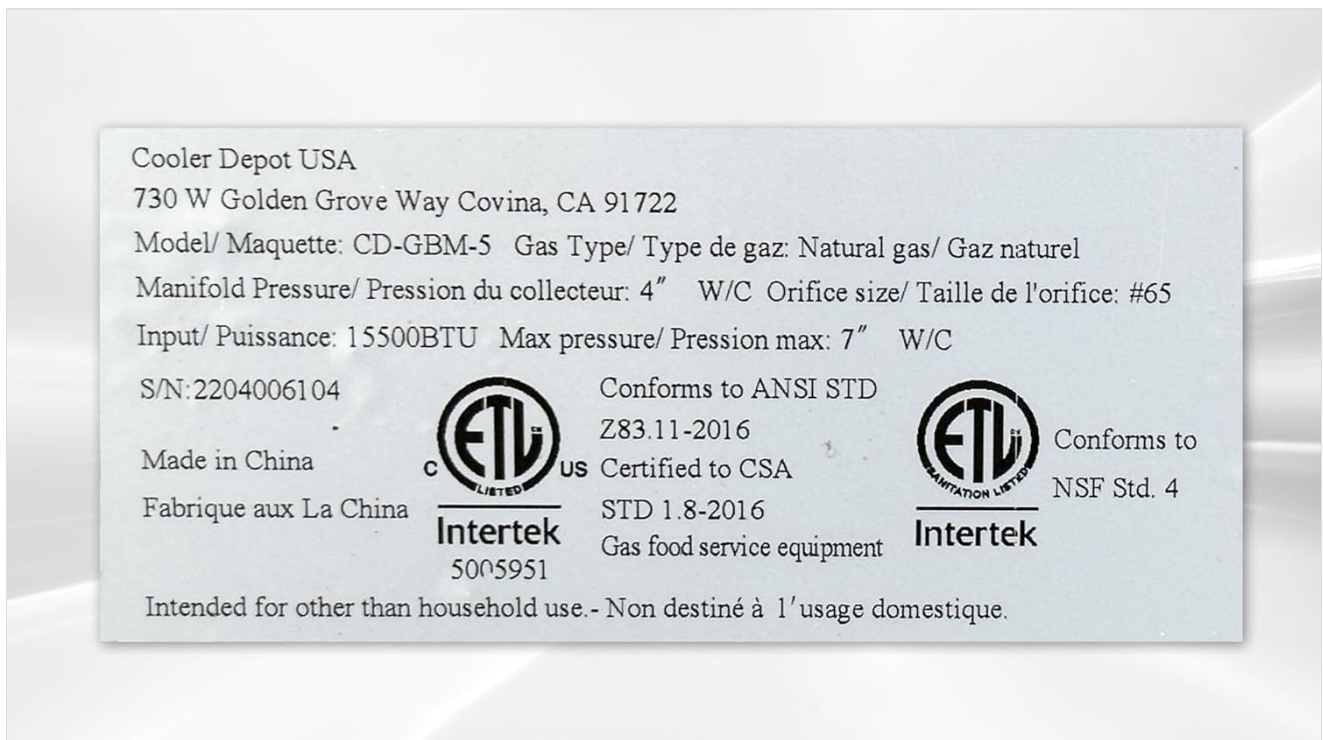 Cooler Depot USA
730 W Golden Grove Way Covina, CA 91722
Model/ Maquette: CD-GBM-5 Gas Type/ Type de gaz: Natural gas/ Gaz naturel
Manifold Pressure/ Pression du collecteur: 4″ W/C Orifice size/ Taille de l'orifice: #65
Input/ Puissance: 15500BTU Max pressure/ Pression max: 7″ W/C
S/N:2204006104
Made in China
Fabrique aux La China
C ETL US
LISTED
Intertek
5005951
Conforms to ANSI STD
Z83.11-2016
Certified to CSA
STD 1.8-2016
Gas food service equipment
ETL
SANITATION LISTED
Intertek
Conforms to
NSF Std. 4
Intended for other than household use.- Non destiné à l′usage domestique.